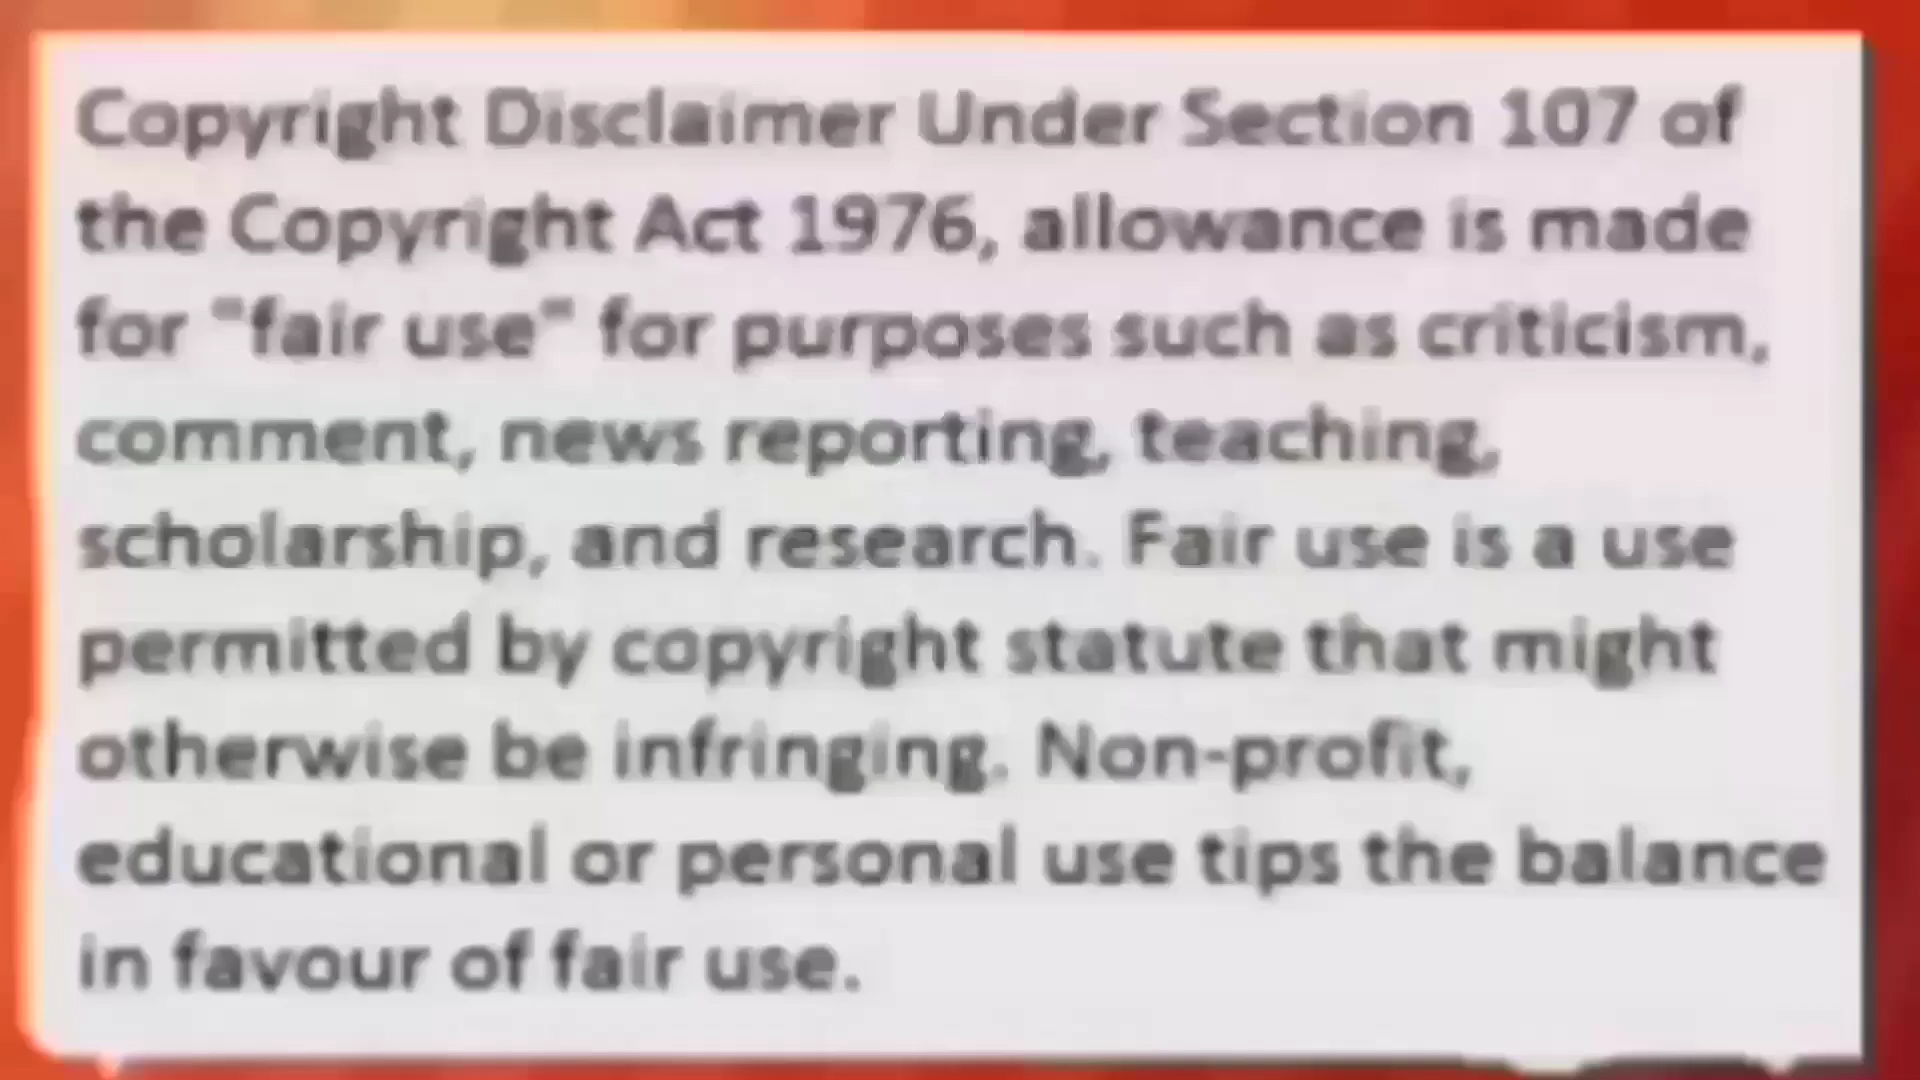 Copyright Disclaimer Under Section 107 of
the Copyright Act 1976, allowance is made
for "fair use" for purposes such as criticism,
comment, news reporting, teaching,
scholarship, and research. Fair use is a use
permitted by copyright statute that might
otherwise be infringing. Non-profit,
educational or personal use tips the balance
in favour of fair use.